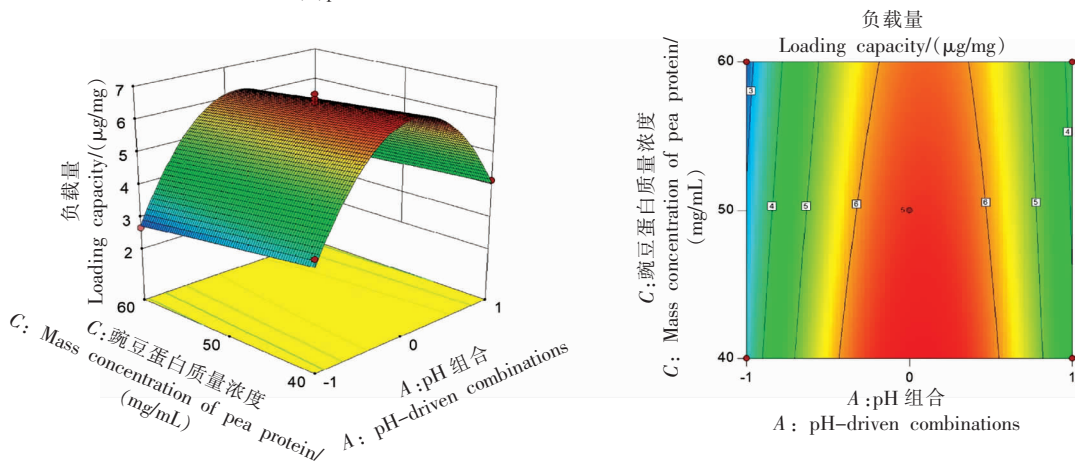 7
6
5
4
3
2
负载量
Loading capacity/(μg/mg)
60
50
40
-1
0
1
C:豌豆蛋白质量浓度
C: Mass concentration of pea protein/
(mg/mL)
A:pH 组合
A: pH-driven combinations
负载量
Loading capacity/(μg/mg)
C:豌豆蛋白质量浓度
C: Mass concentration of pea protein/
(mg/mL)
60
50
40
3
4
5
6
5
6
5
4
-1
0
1
A:pH 组合
A: pH-driven combinations